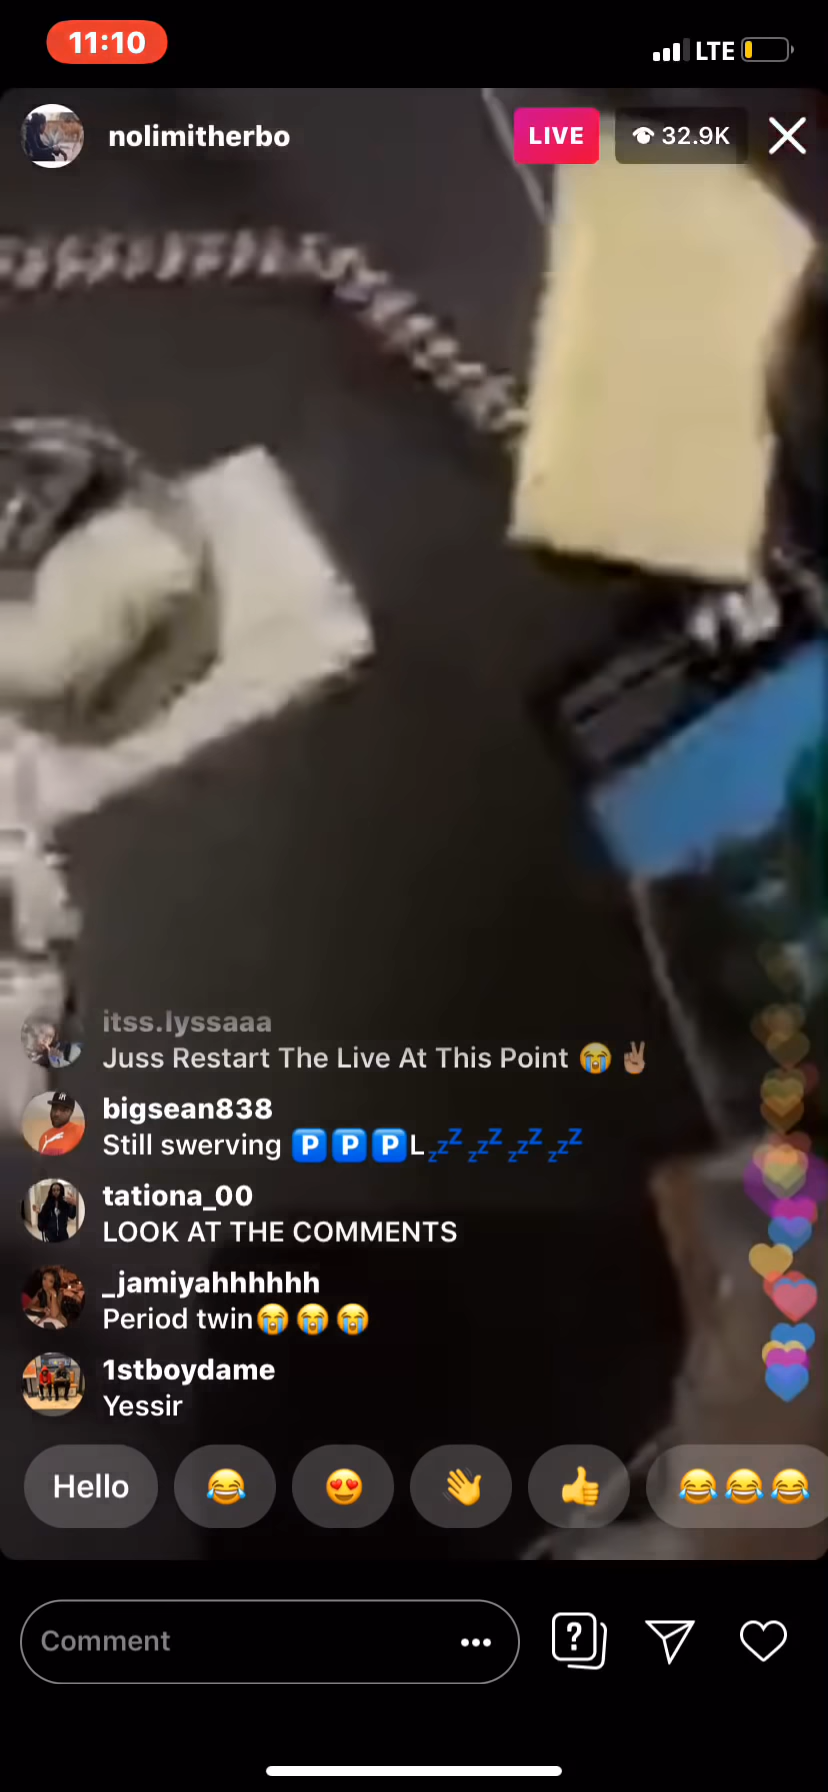 11:10
LTE
nolimitherbo
LIVE
32.9K
itss.lyssaaa
Juss Restart The Live At This Point 😭 ✌🏽
bigsean838
Still swerving 🅿️🅿️🅿️L💤💤💤💤
tationa_00
LOOK AT THE COMMENTS
_jamiyahhhhhh
Period twin😭😭😭
1stboydame
Yessir
Hello 😂 😍 👋 👍 😂😂😂
Comment